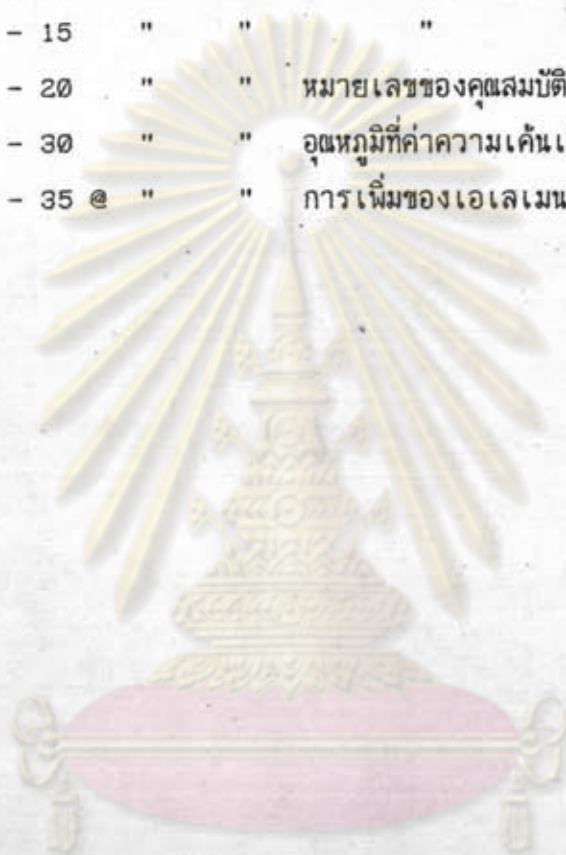 - 15 " " "
- 20 " " หมายเลขของคุณสมบัติ
- 30 " " อุณหภูมิที่ค่าความเค้นเ
- 35 @ " " การเพิ่มของเอเลเมน